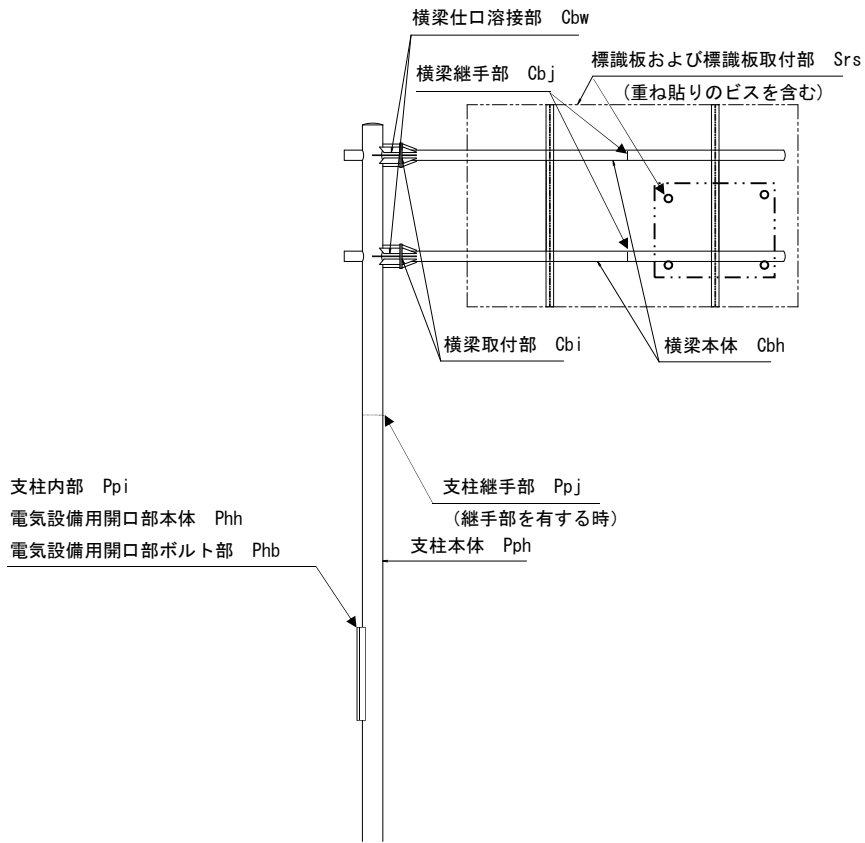 横梁仕口溶接部 Cbw
標識板および標識板取付部 Srs
(重ね貼りのビスを含む)
横梁継手部 Cbj
横梁取付部 Cbi
横梁本体 Cbh
支柱内部 Ppi
電気設備用開口部本体 Phh
電気設備用開口部ボルト部 Phb
支柱継手部 Ppj
(継手部を有する時)
支柱本体 Pph